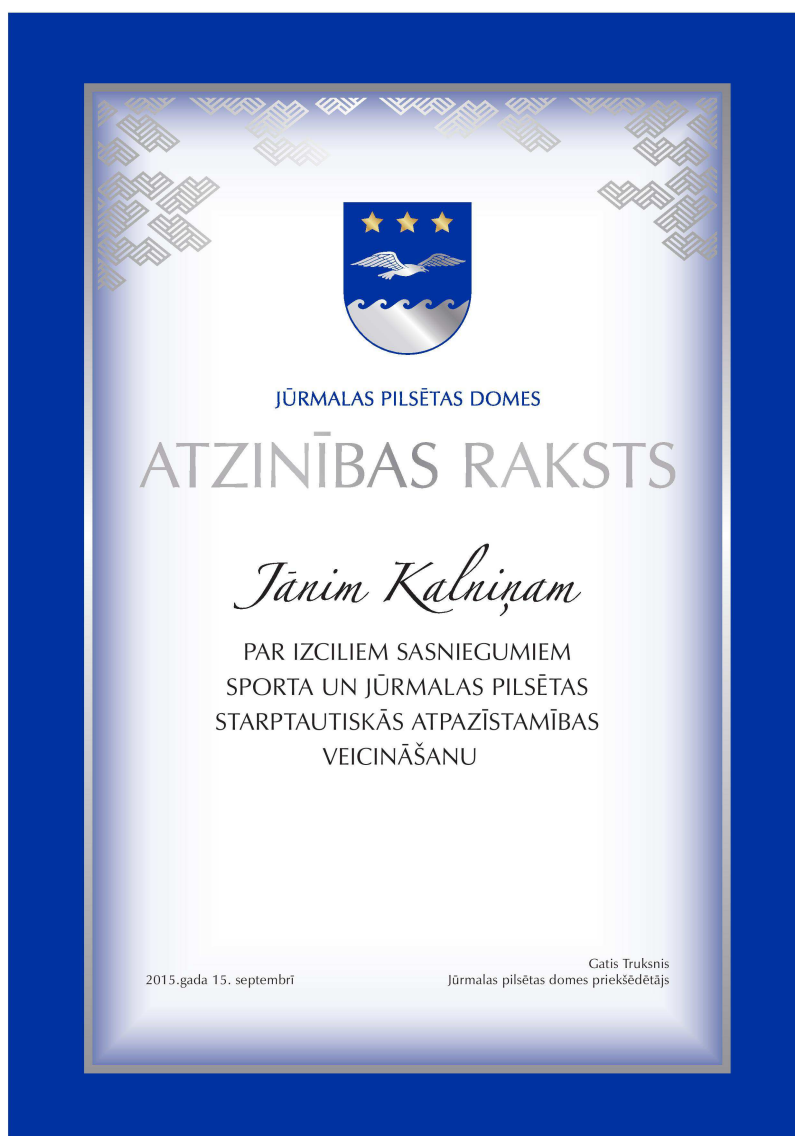 JŪRMALAS PILSĒTAS DOMES
ATZINĪBAS RAKSTS
Jānim Kalniņam
PAR IZCILIEM SASNIEGUMIEM
SPORTA UN JŪRMALAS PILSĒTAS
STARPTAUTISKĀS ATPAZĪSTAMĪBAS
VEICINĀŠANU
Gatis Truksnis
2015.gada 15. septembrī
Jūrmalas pilsētas domes priekšēdētājs